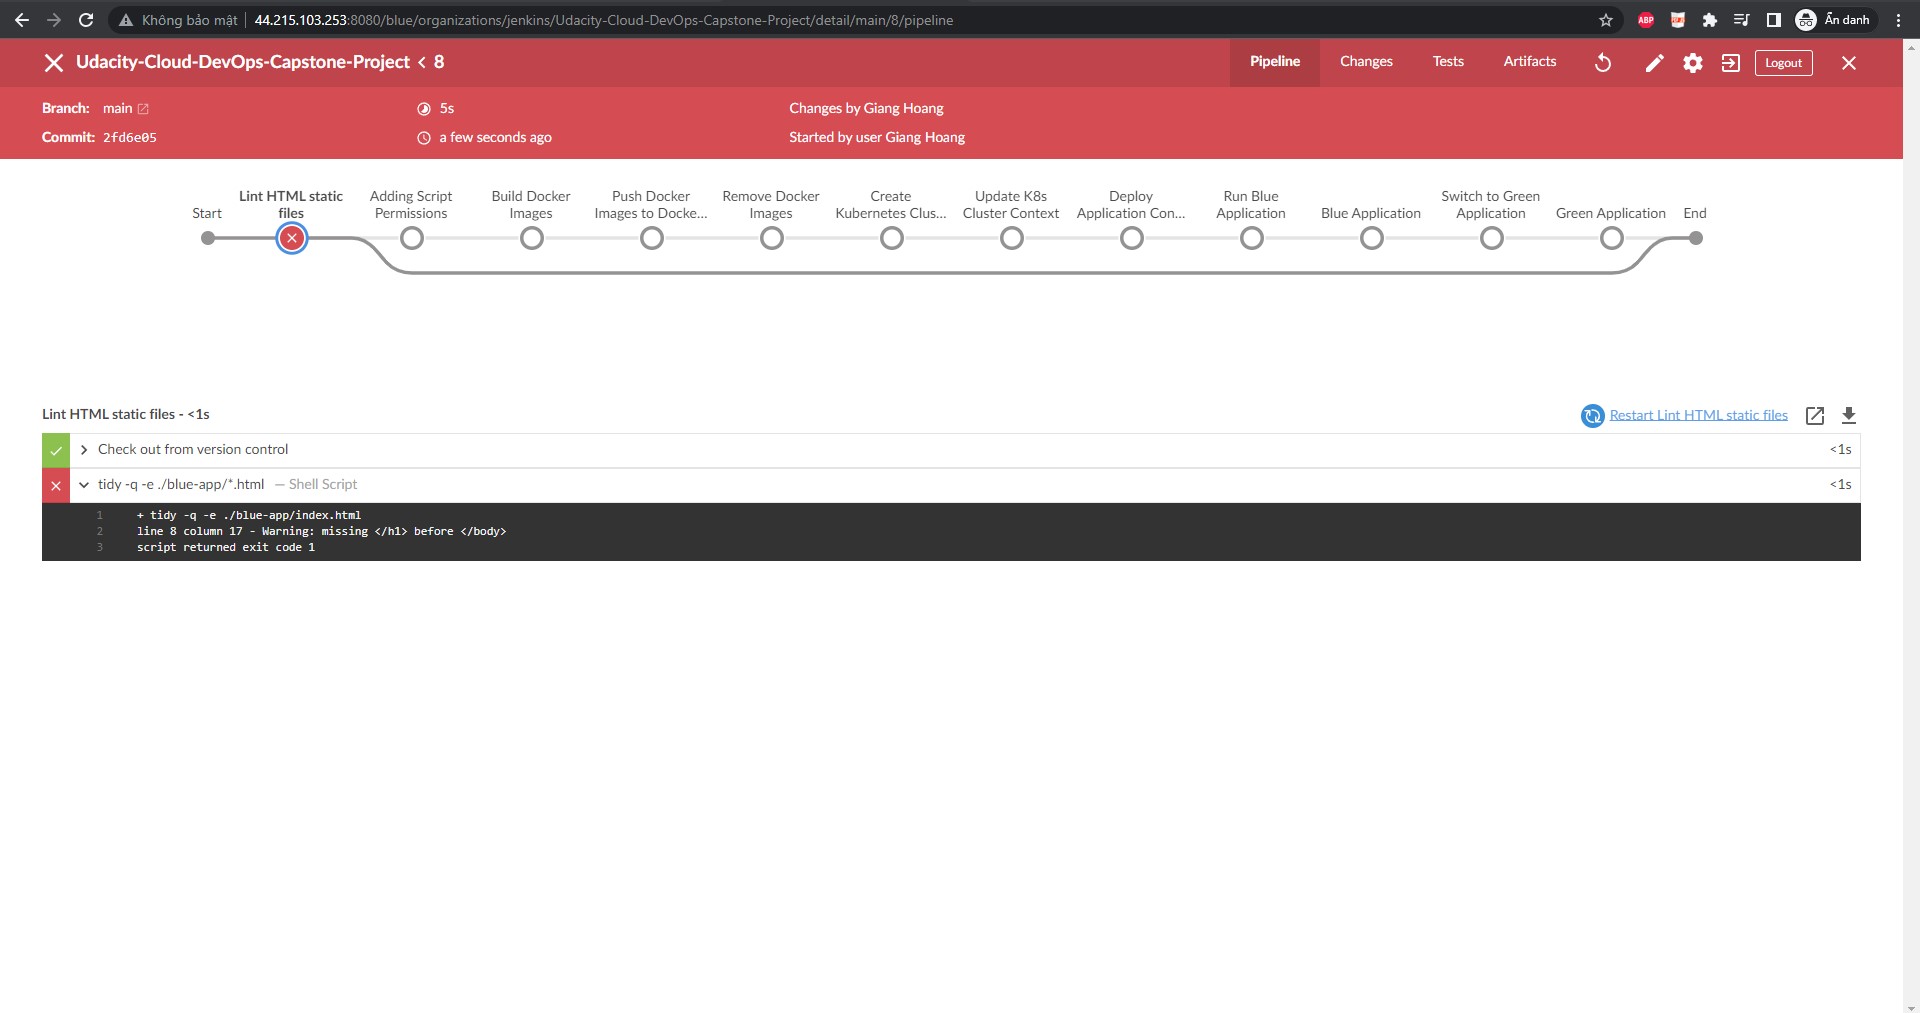 Không bảo mật
44.215.103.253:8080/blue/organizations/jenkins/Udacity-Cloud-DevOps-Capstone-Project/detail/main/8/pipeline
ABP
Ẩn danh
Udacity-Cloud-DevOps-Capstone-Project < 8
Pipeline
Changes
Tests
Artifacts
Logout
Branch: main
5s
Changes by Giang Hoang
Commit: 2fd6e05
a few seconds ago
Started by user Giang Hoang
Start
Lint HTML static
files
Adding Script
Permissions
Build Docker
Images
Push Docker
Images to Docke...
Remove Docker
Images
Create
Kubernetes Clus...
Update K8s
Cluster Context
Deploy
Application Con...
Run Blue
Application
Blue Application
Switch to Green
Application
Green Application
End
Lint HTML static files - <1s
Restart Lint HTML static files
Check out from version control
<1s
tidy -q -e ./blue-app/*.html — Shell Script
<1s
1 + tidy -q -e ./blue-app/index.html
2 line 8 column 17 - Warning: missing </h1> before </body>
3 script returned exit code 1